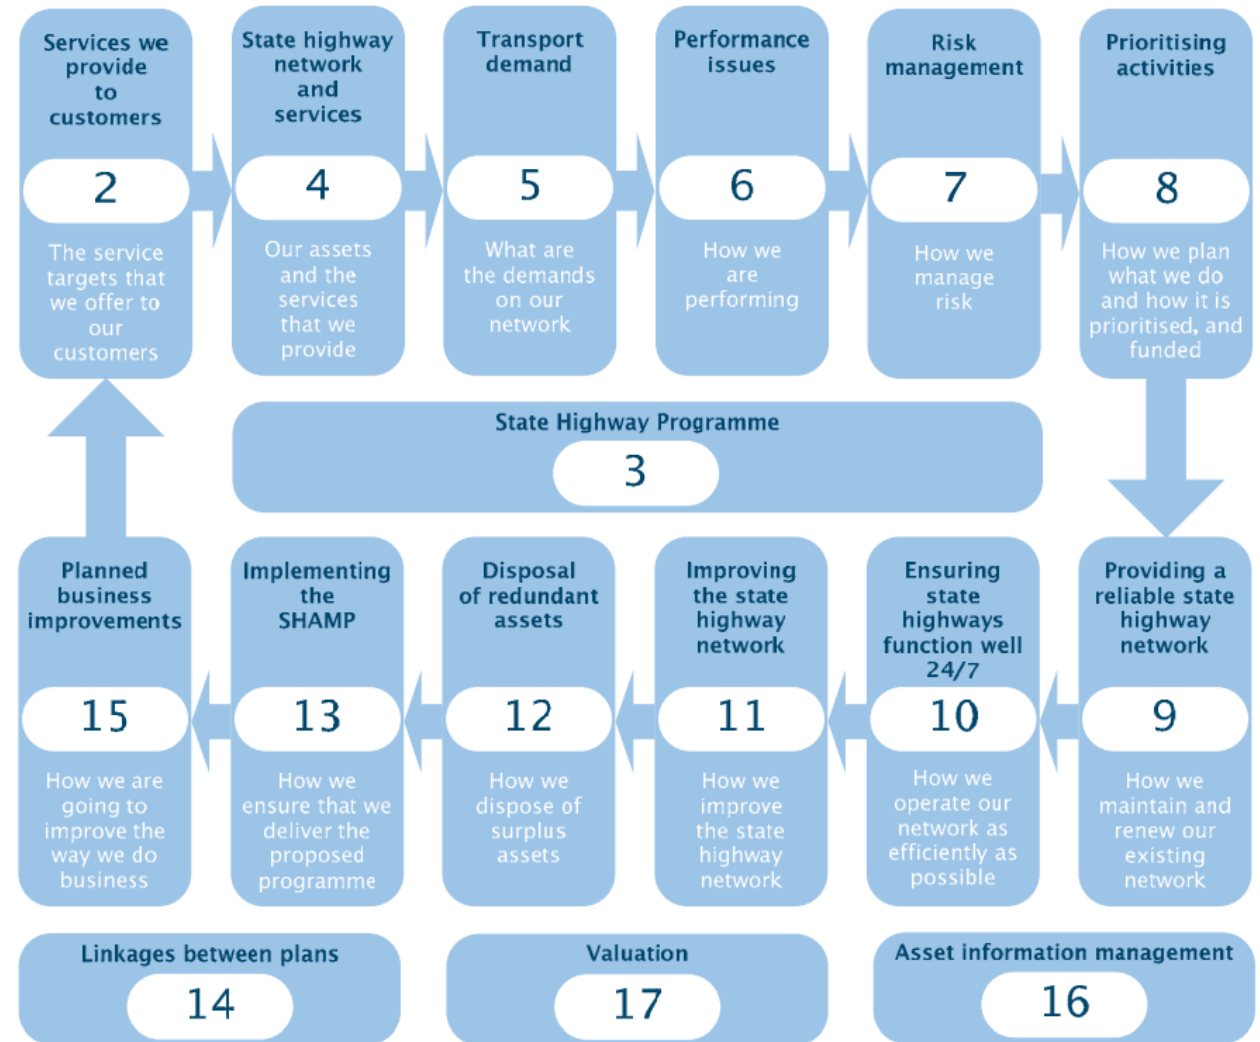 Services we
provide
to
customers
2
The service
targets that
we offer to
our
customers
State highway
network
and
services
4
Our assets
and the
services
that we
provide
Transport
demand
5
What are
the demands
on our
network
Performance
issues
6
How we
are
performing
Risk
management
7
How we
manage
risk
Prioritising
activities
8
How we plan
what we do
and how it is
prioritised, and
funded
State Highway Programme
3
Planned
business
improvements
15
How we are
going to
improve the
way we do
business
Implementing
the
SHAMP
13
How we
ensure that we
deliver the
proposed
programme
Disposal
of redundant
assets
12
How we
dispose of
surplus
assets
Improving
the state
highway
network
11
How we
improve
the state
highway
network
Ensuring
state
highways
function well
24/7
10
How we
operate our
network as
efficiently as
possible
Providing a
reliable state
highway
network
9
How we
maintain and
renew our
existing
network
Linkages between plans
14
Valuation
17
Asset information management
16